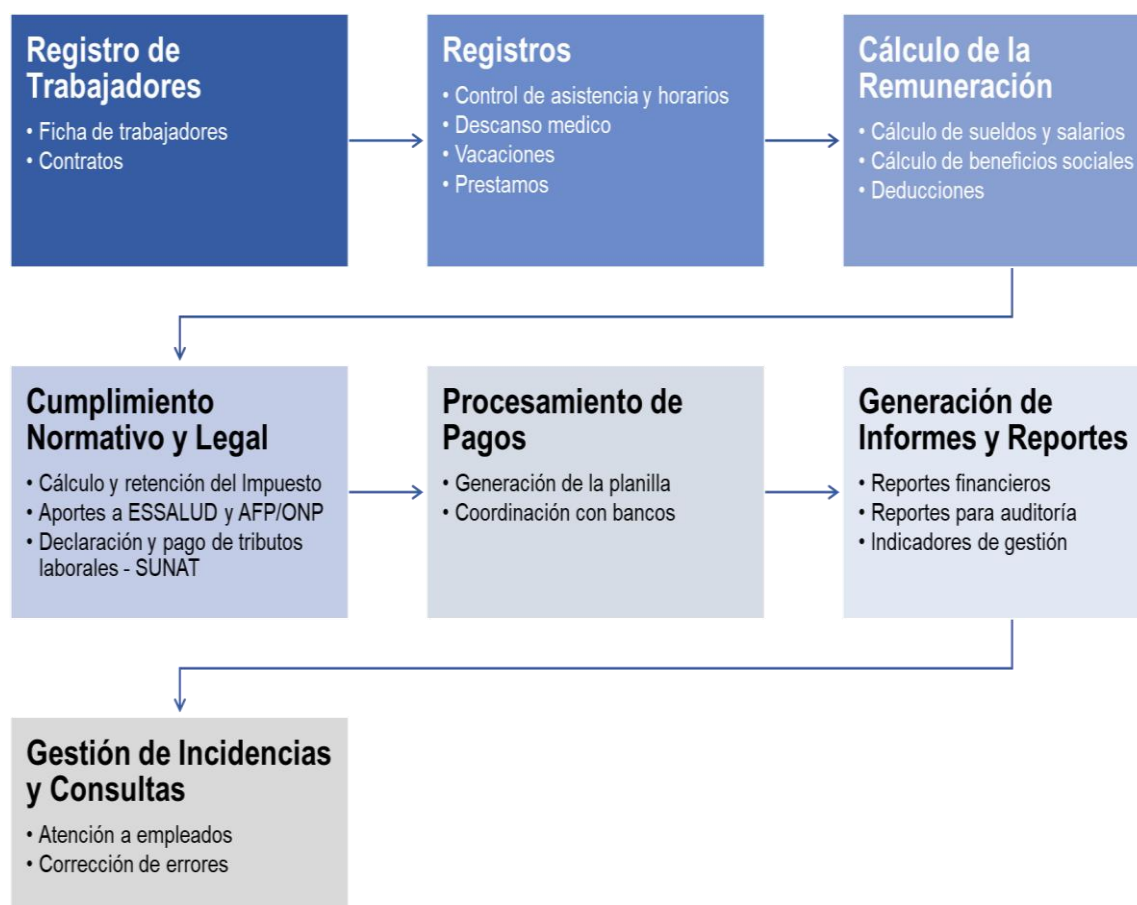 Registro de
Trabajadores
• Ficha de trabajadores
• Contratos
Registros
• Control de asistencia y horarios
• Descanso medico
• Vacaciones
• Prestamos
Cálculo de la
Remuneración
• Cálculo de sueldos y salarios
• Cálculo de beneficios sociales
• Deducciones
Cumplimiento
Normativo y Legal
• Cálculo y retención del Impuesto
• Aportes a ESSALUD y AFP/ONP
• Declaración y pago de tributos
laborales - SUNAT
Procesamiento de
Pagos
• Generación de la planilla
• Coordinación con bancos
Generación de
Informes y Reportes
• Reportes financieros
• Reportes para auditoría
• Indicadores de gestión
Gestión de Incidencias
y Consultas
• Atención a empleados
• Corrección de errores